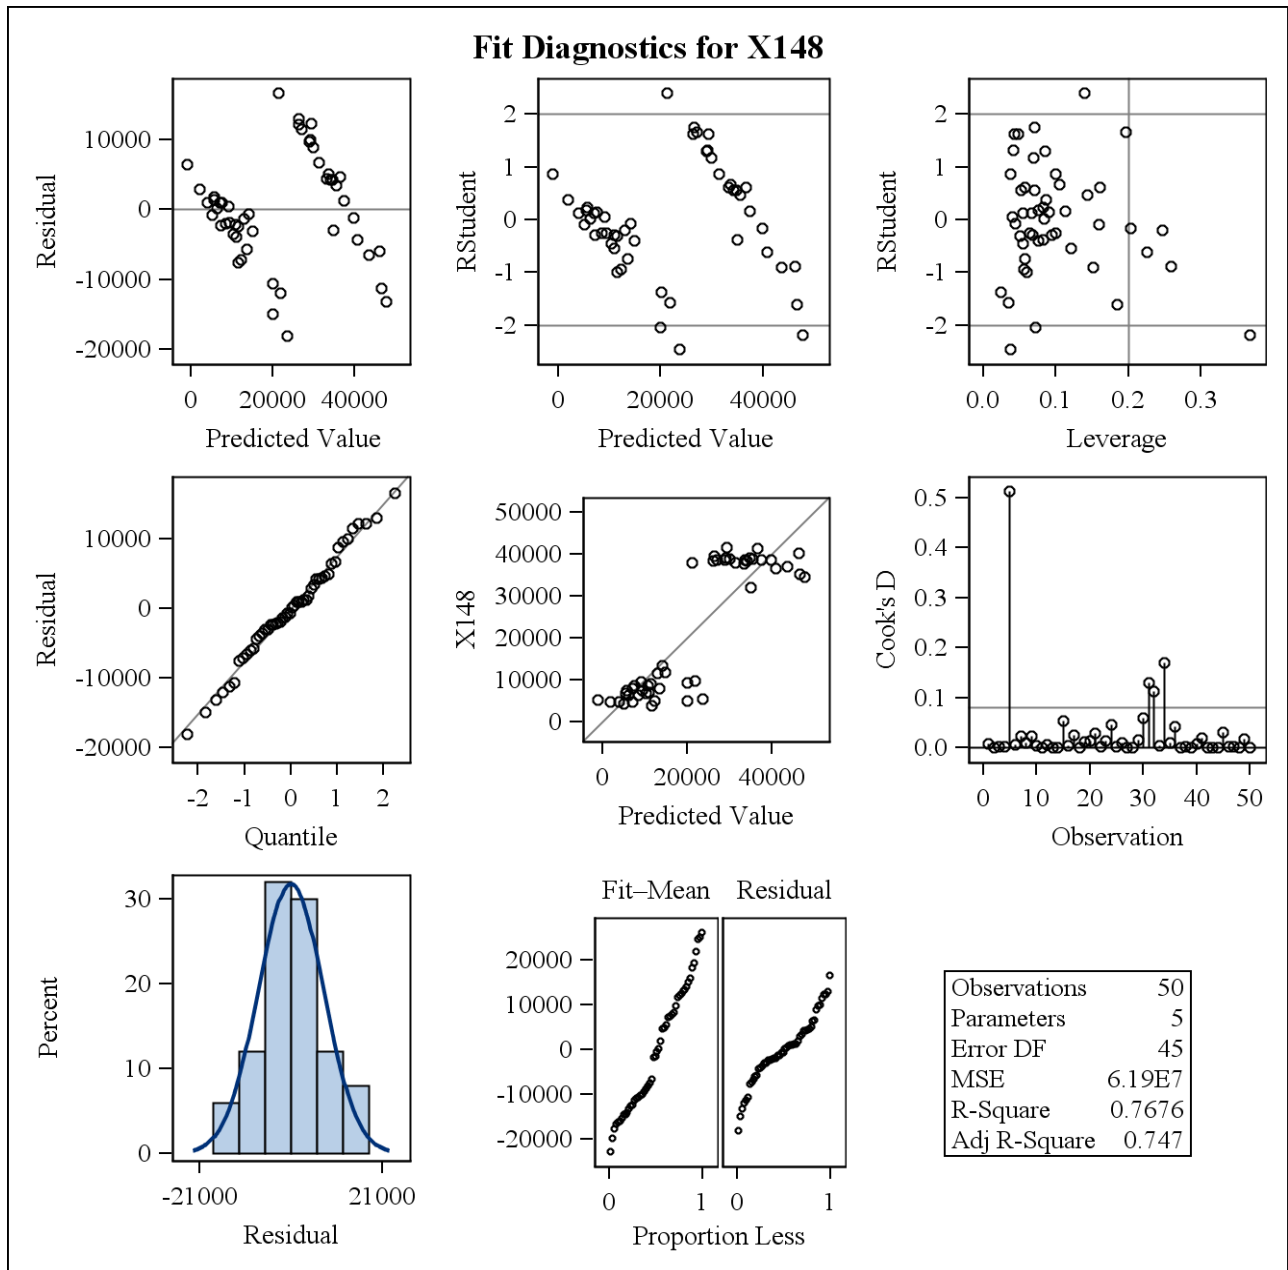 Fit Diagnostics for X148
10000
0
-10000
-20000
Residual
0 20000 40000
Predicted Value
2
1
0
-1
-2
RStudent
0 20000 40000
Predicted Value
2
1
0
-1
-2
RStudent
0.0 0.1 0.2 0.3
Leverage
10000
0
-10000
-20000
Residual
-2 -1 0 1 2
Quantile
50000
40000
30000
20000
10000
0
X148
0 20000 40000
Predicted Value
0.5
0.4
0.3
0.2
0.1
0.0
Cook's D
0 10 20 30 40 50
Observation
30
20
10
0
Percent
-21000 21000
Residual
Fit–Mean Residual
20000
10000
0
-10000
-20000
0 1 0 1
Proportion Less
Observations 50
Parameters 5
Error DF 45
MSE 6.19E7
R-Square 0.7676
Adj R-Square 0.747